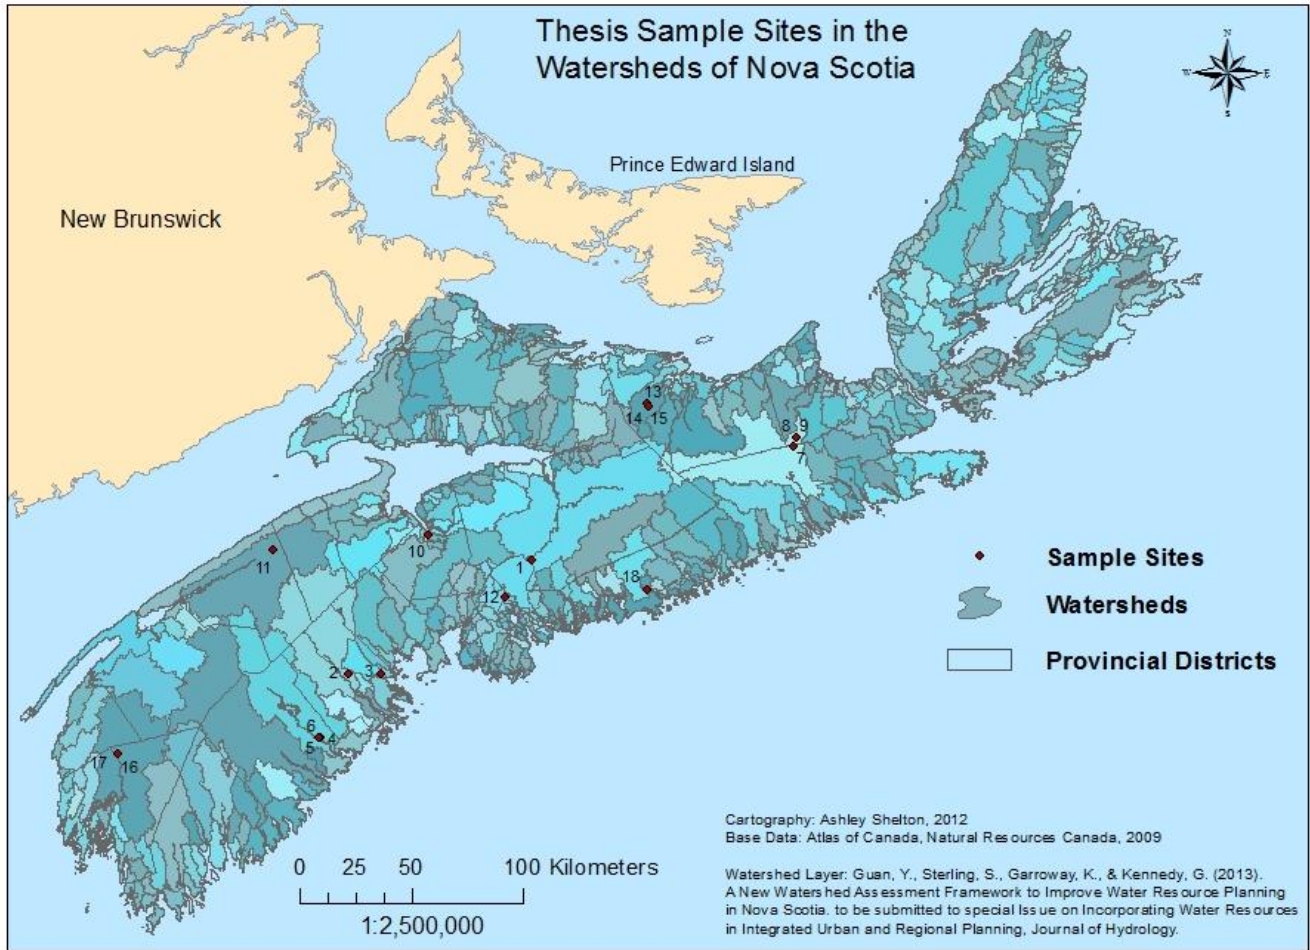 Thesis Sample Sites in the
Watersheds of Nova Scotia
N
W E
S
Prince Edward Island
New Brunswick
13
14 15
8 9
7
10
11
1
12
18
2 3
6
5 4
17 16
Sample Sites
Watersheds
Provincial Districts
0 25 50 100 Kilometers
1:2,500,000
Cartography: Ashley Shelton, 2012
Base Data: Atlas of Canada, Natural Resources Canada, 2009
Watershed Layer: Guan, Y., Sterling, S., Garroway, K., & Kennedy, G. (2013).
A New Watershed Assessment Framework to Improve Water Resource Planning
in Nova Scotia. to be submitted to special Issue on Incorporating Water Resources
in Integrated Urban and Regional Planning, Journal of Hydrology.